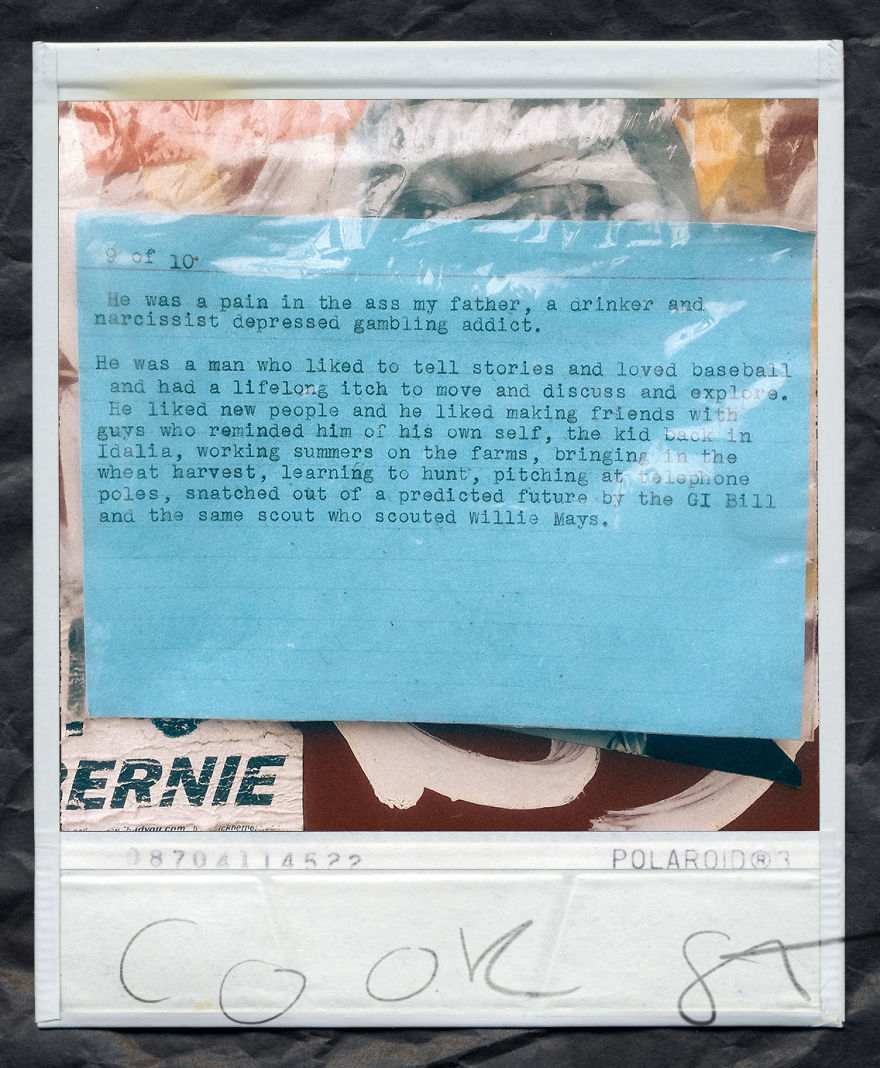 9 of 10
He was a pain in the ass my father, a drinker and
narcissist depressed gambling addict.
He was a man who liked to tell stories and loved baseball
and had a lifelong itch to move and discuss and explore.
He liked new people and he liked making friends with
guys who reminded him of his own self, the kid back in
Idalia, working summers on the farms, bringing in the
wheat harvest, learning to hunt, pitching at telephone
poles, snatched out of a predicted future by the GI Bill
and the same scout who scouted Willie Mays.
BERNIE
08704114522 POLAROID®3
COOK ST